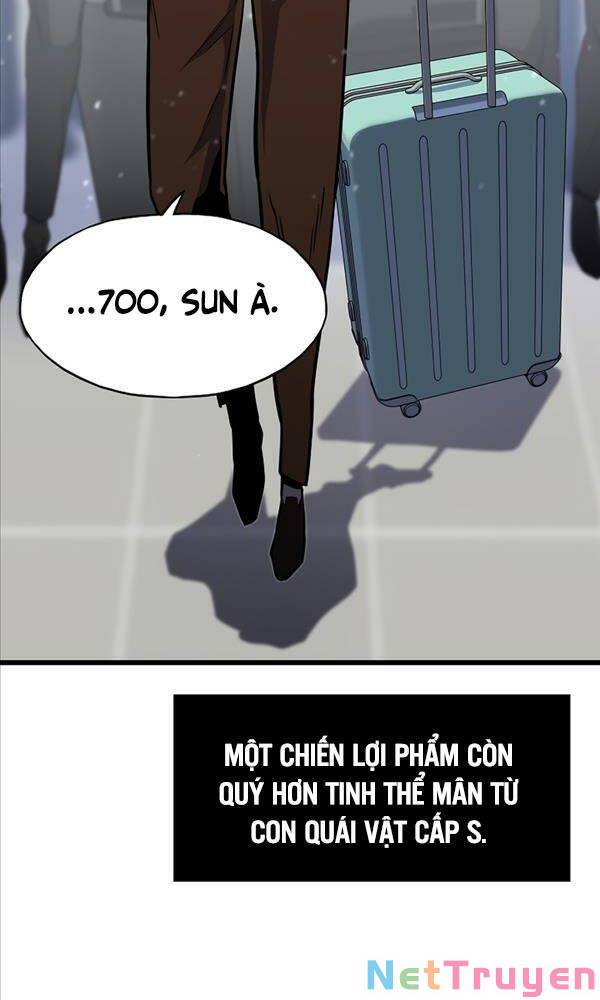 ...700, SUN À.
MỘT CHIẾN LỢI PHẨM CÒN
QUÝ HƠN TINH THỂ MÂN TỪ
CON QUÁI VẬT CẤP S.
NetTruyen